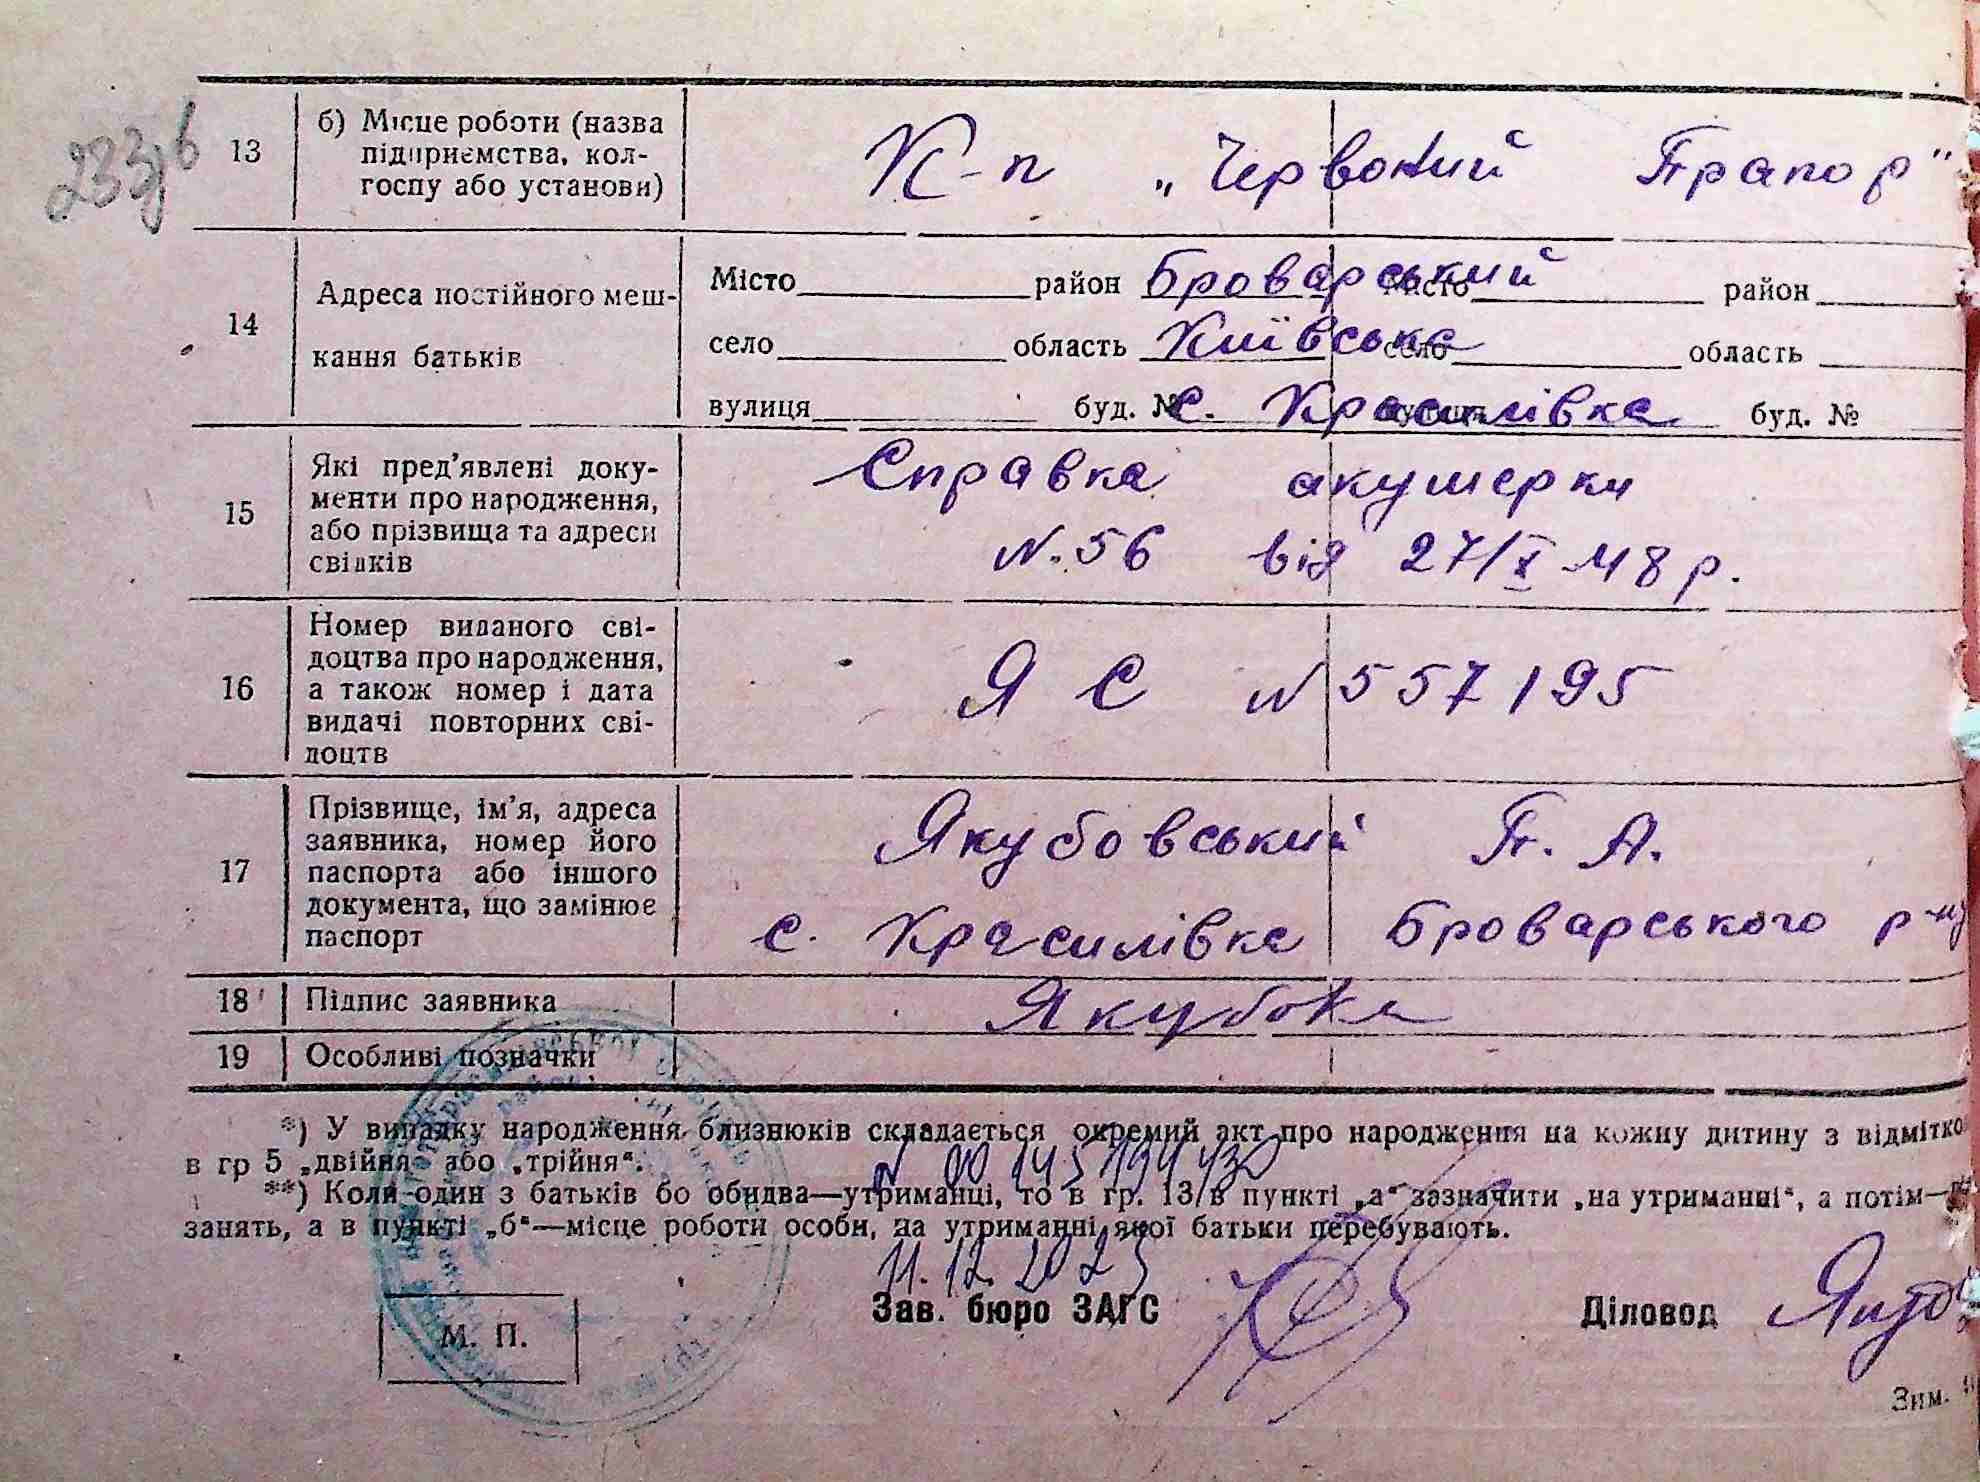 233,в
13 б) Місце роботи (назва
підприємства, кол-
госпу або установи)
К-п „Червоний Прапор"
14 Адреса постійного меш-
кання батьків
Місто район Броварський Місто район
село область Київська село область
вулиця буд. № с. Красилівка буд. №
15 Які пред'явлені доку-
менти про народження,
або прізвища та адреси
свідків
Справка акушерки
N.56 від 27/X 48 р.
16 Номер виданого сві-
доцтва про народження,
а також номер і дата
видачі повторних сві-
доцтв
Я С N 557195
17 Прізвище, ім'я, адреса
заявника, номер його
паспорта або іншого
документа, що замінює
паспорт
Якубовський П. А.
с. Красилівка Броварського р-ну
18 Підпис заявника
19 Особливі позначки
*) У випадку народження близнюків складається окремий акт про народження на кожну дитину з відмітко
в гр 5 „двійня" або „трійня".
**) Коли один з батьків бо обидва—утриманці, то в гр. 13 в пункті „а" зазначити „на утриманні", а потім—
занять, а в пункті „б"—місце роботи особи, на утриманні якої батьки перебувають.
11.12.2023
Зав. бюро ЗАГС Діловод
М. П.
Зим.